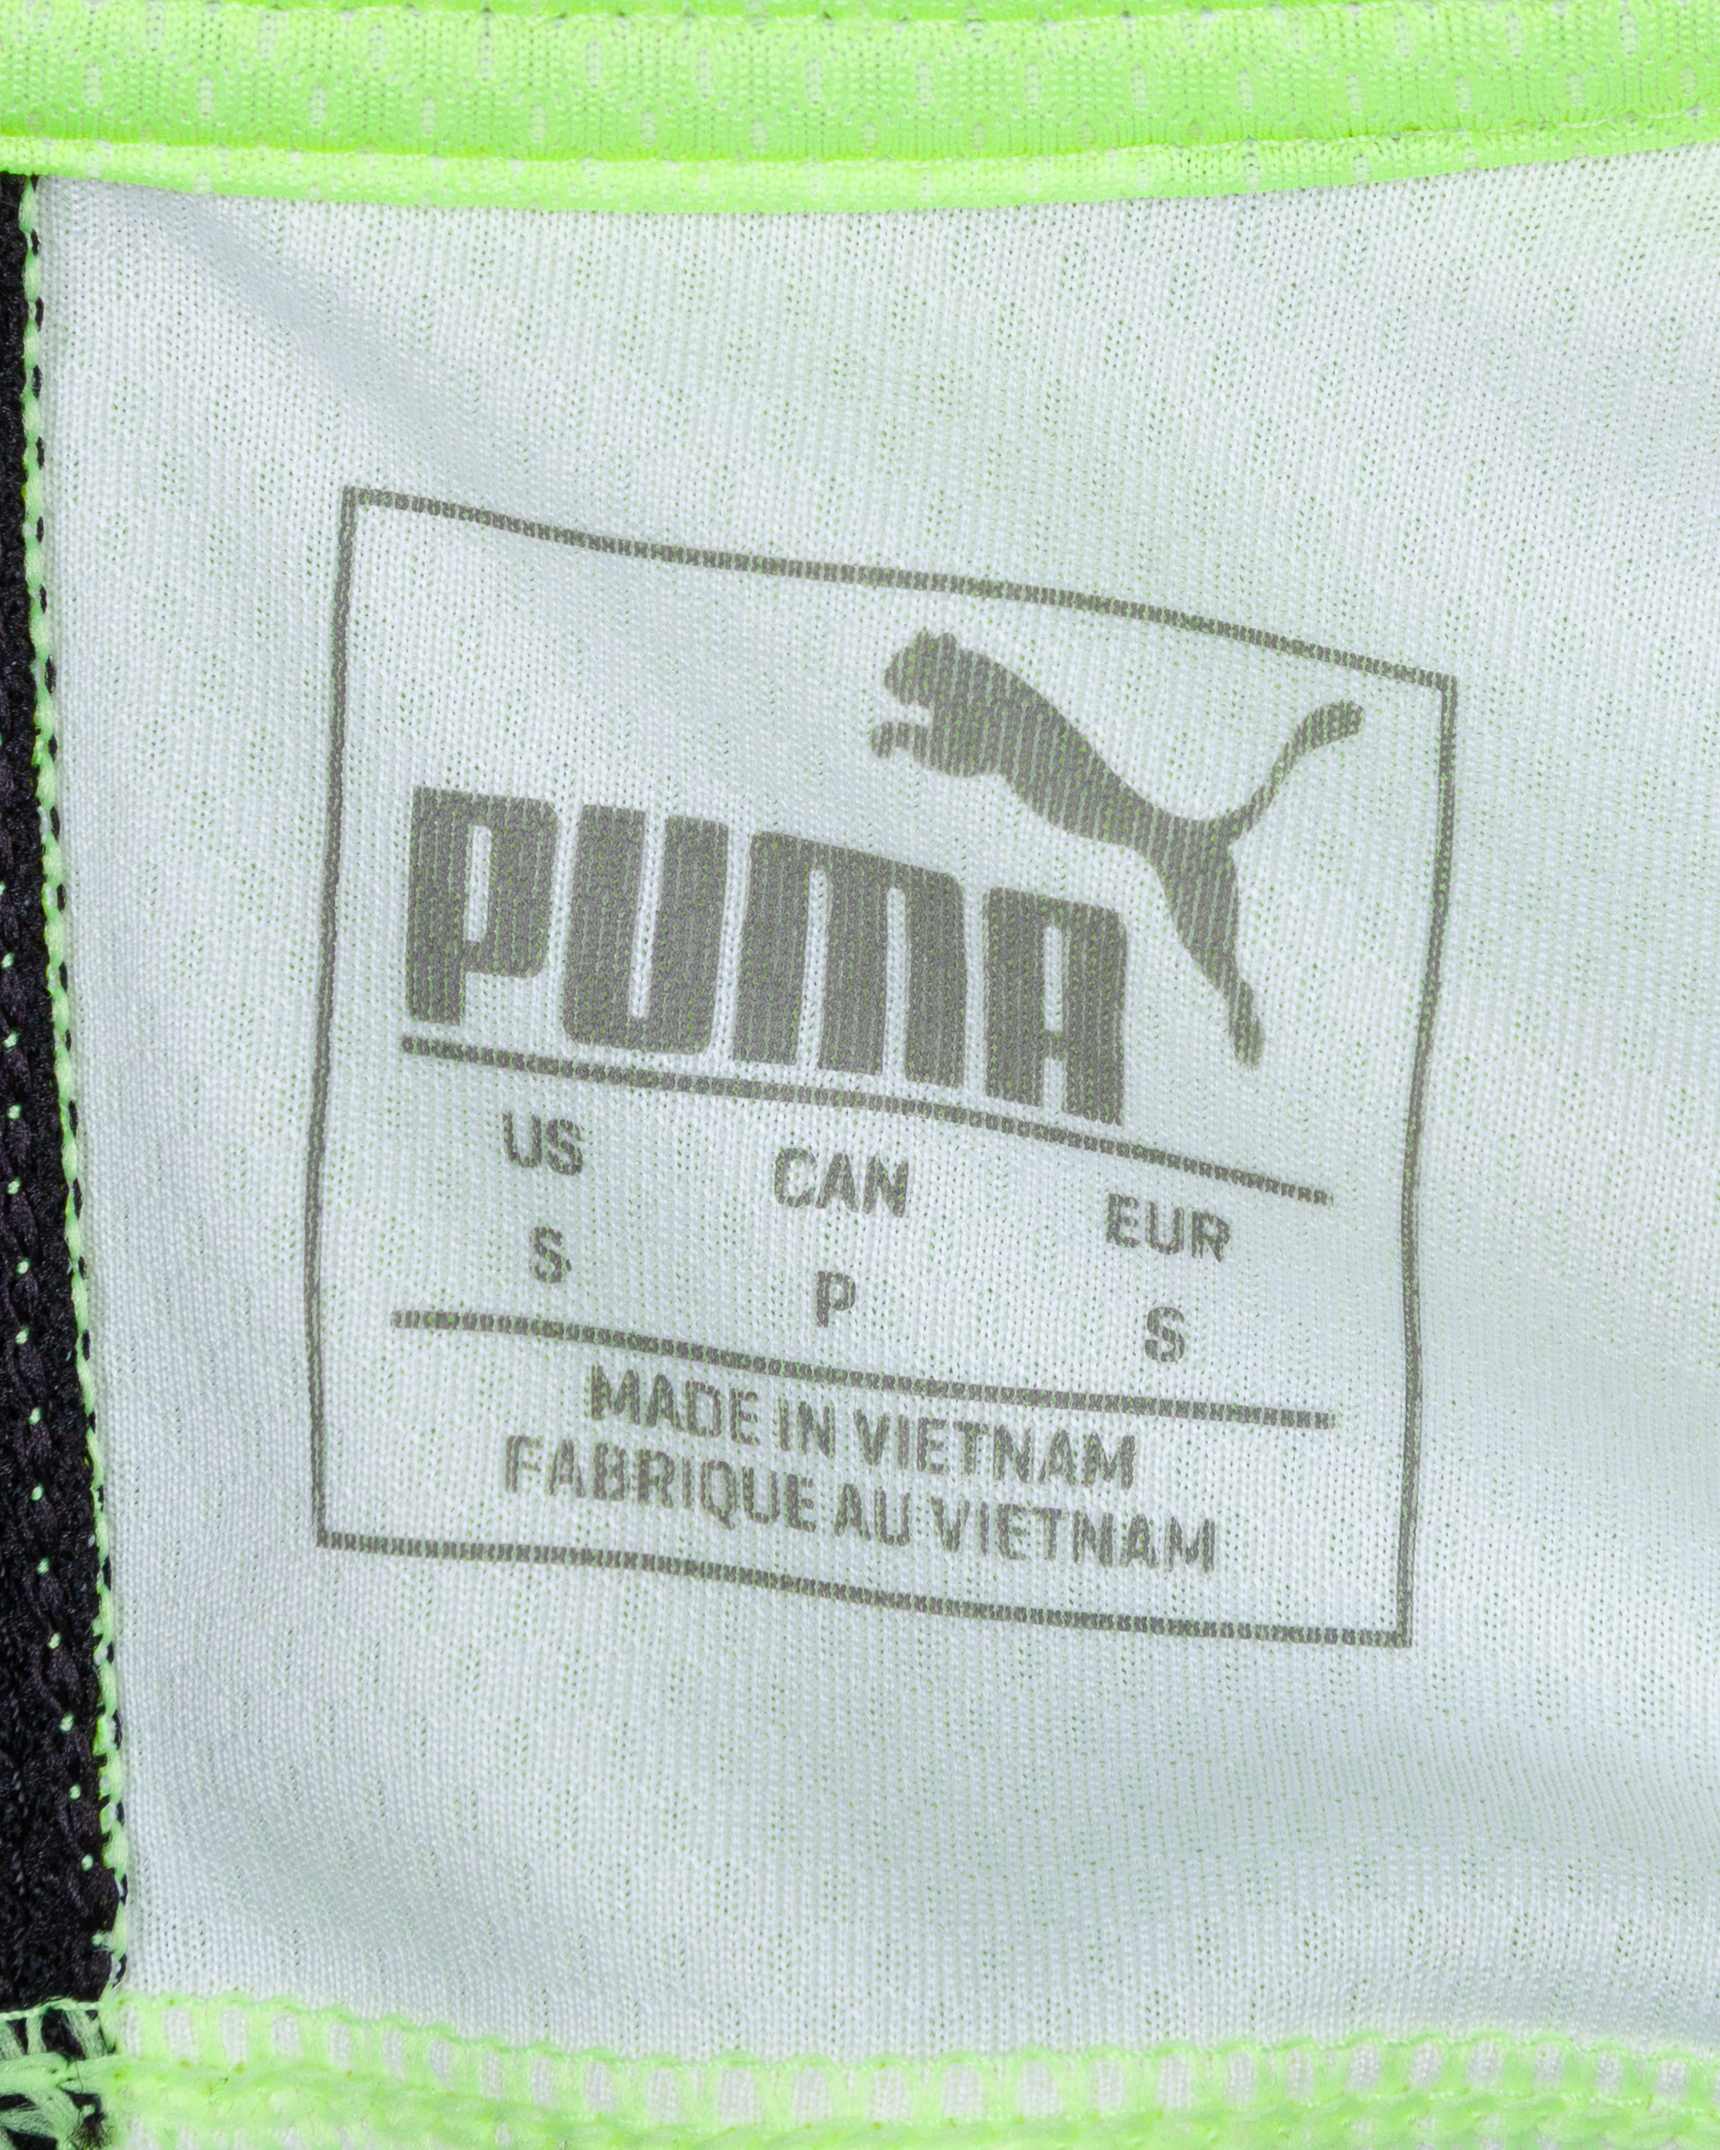 PUMA
US CAN EUR
S P S
MADE IN VIETNAM
FABRIQUE AU VIETNAM